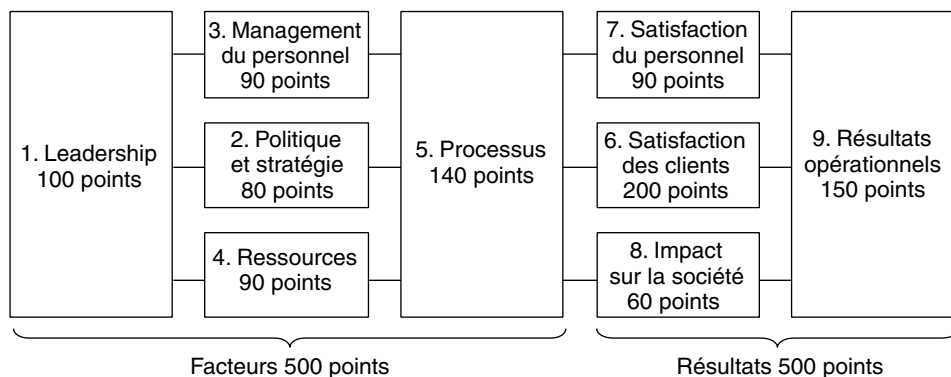 1. Leadership
100 points
3. Management
du personnel
90 points
2. Politique
et stratégie
80 points
4. Ressources
90 points
5. Processus
140 points
7. Satisfaction
du personnel
90 points
6. Satisfaction
des clients
200 points
8. Impact
sur la société
60 points
9. Résultats
opérationnels
150 points
Facteurs 500 points
Résultats 500 points